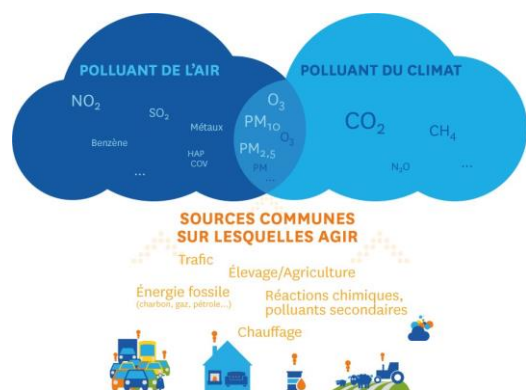 POLLUANT DE L'AIR
NO₂
SO₂
Métaux
Benzène
HAP
COV
...
O₃
PM₁₀
O₃
PM₂,₅
PM
...
POLLUANT DU CLIMAT
CO₂
CH₄
N₂O
...
SOURCES COMMUNES
SUR LESQUELLES AGIR
Trafic
Élevage/Agriculture
Énergie fossile
(charbon, gaz, pétrole...)
Réactions chimiques,
polluants secondaires
Chauffage